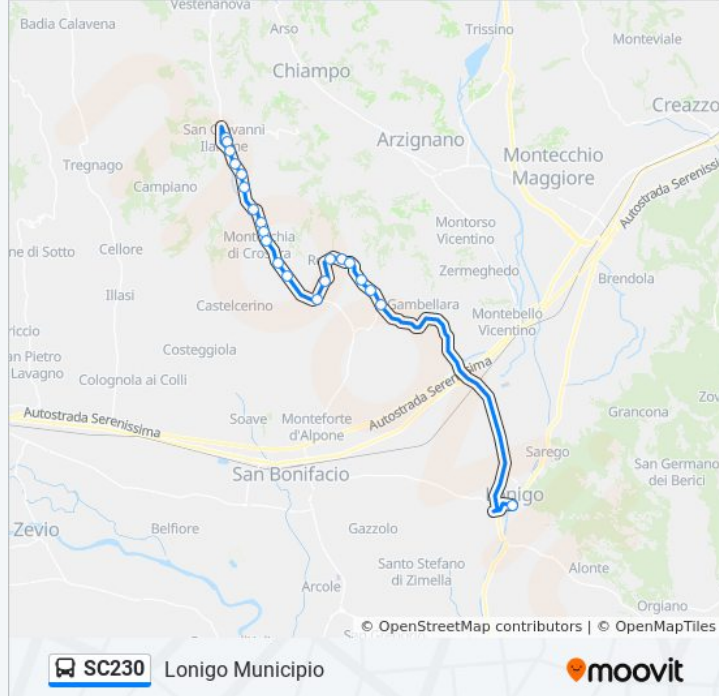 Vestenanova
Badia Calavena
Arso
Trissino
Monteviale
Chiampo
Creazzo
San Giovanni
Arzignano
Tregnago
Montecchio
Maggiore
Campiano
Autostrada Serenissima
Montorso
Vicentino
ne di Sotto
Cellore
di Crosara
Zermeghedo
Brendola
Illasi
Castelcerino
Gambellara
Montebello
Vicentino
riccio
an Pietro
Lavagno
Costeggiola
Colognola ai Colli
Autostrada Serenissima
Grancona
Autostrada Serenissima
Soave
Monteforte
d'Alpone
Sarego
San Bonifacio
San Germano
dei Berici
Zevio
Belfiore
Gazzolo
Santo Stefano
di Zimella
Alonte
Arcole
Orgiano
© OpenStreetMap contributors | © OpenMapTiles
SC230 Lonigo Municipio
moovit